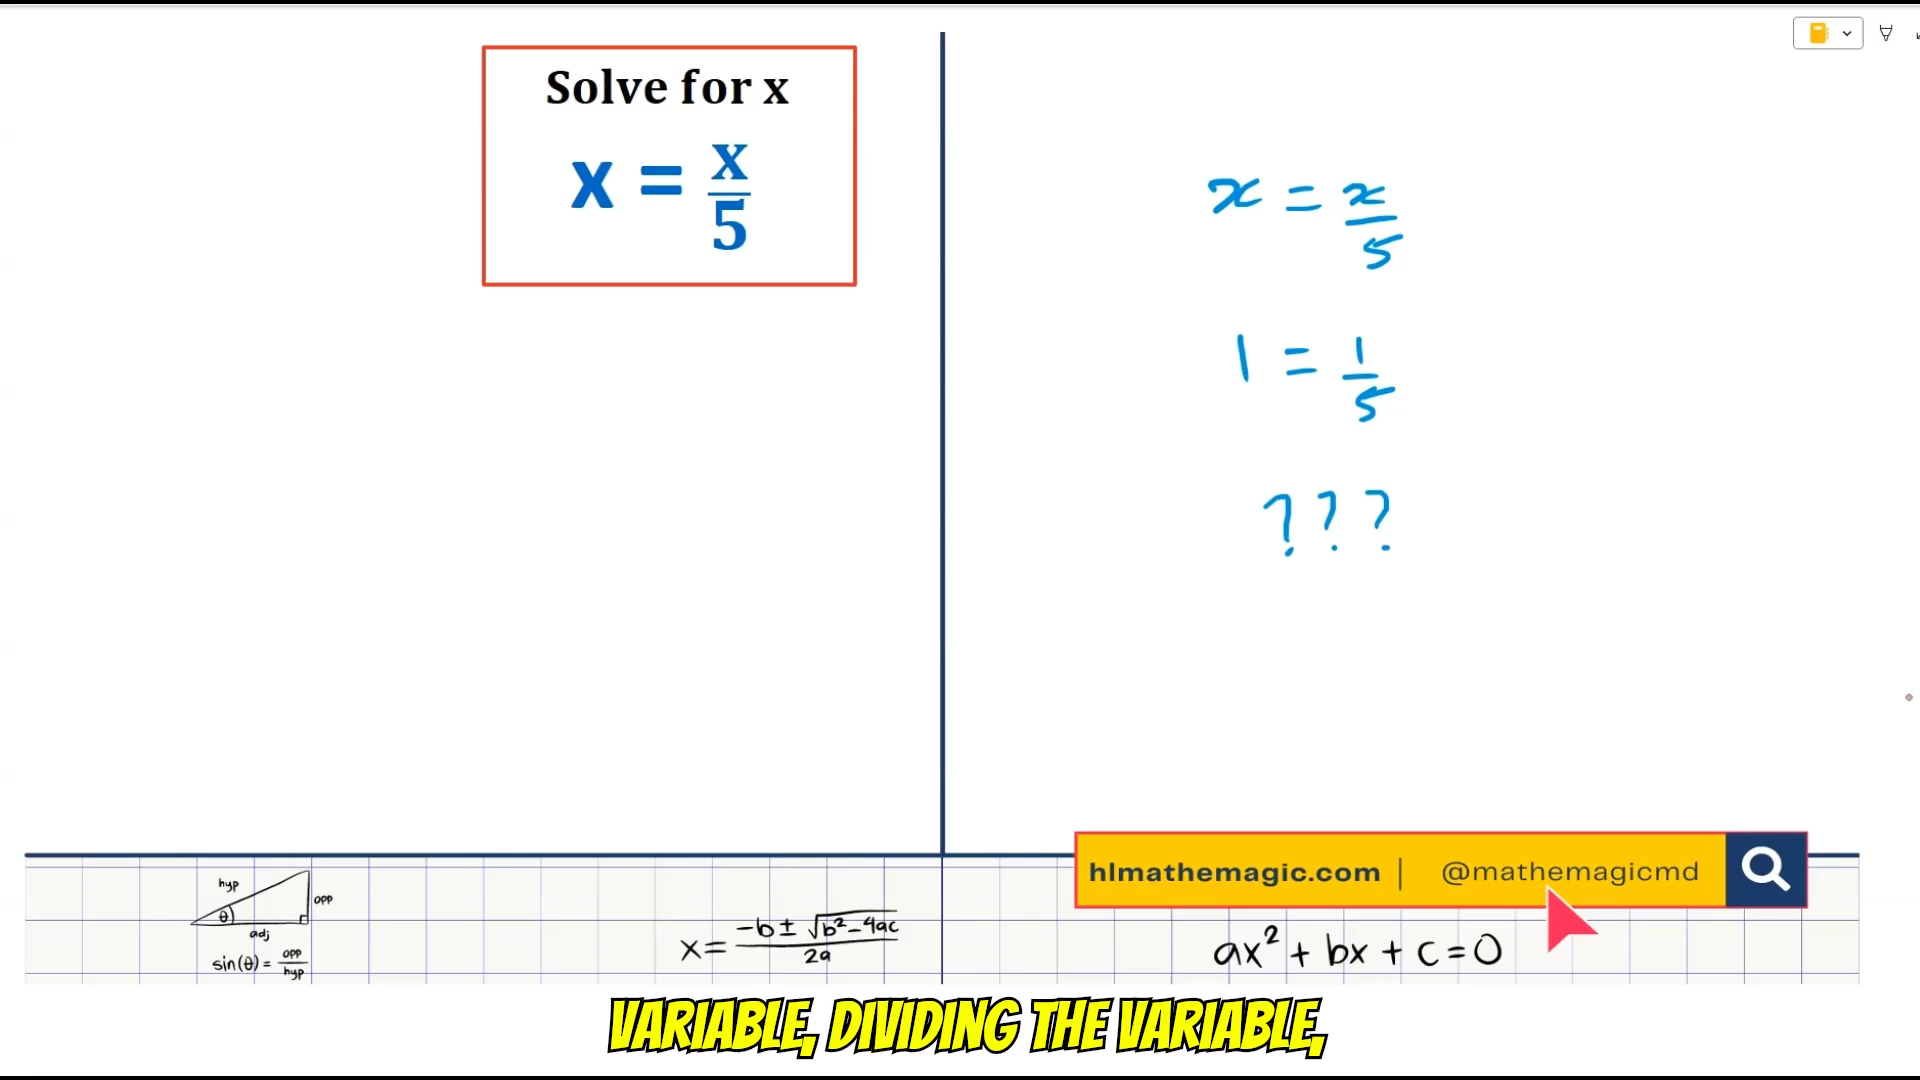 Solve for x
x = x/5
x = x/5
1 = 1/5
? ? ?
hlmathemagic.com | @mathemagicmd
hyp
opp
θ
adj
sin(θ) = opp/hyp
x = -b ± √b² - 4ac / 2a
ax² + bx + c = 0
VARIABLE, DIVIDING THE VARIABLE,